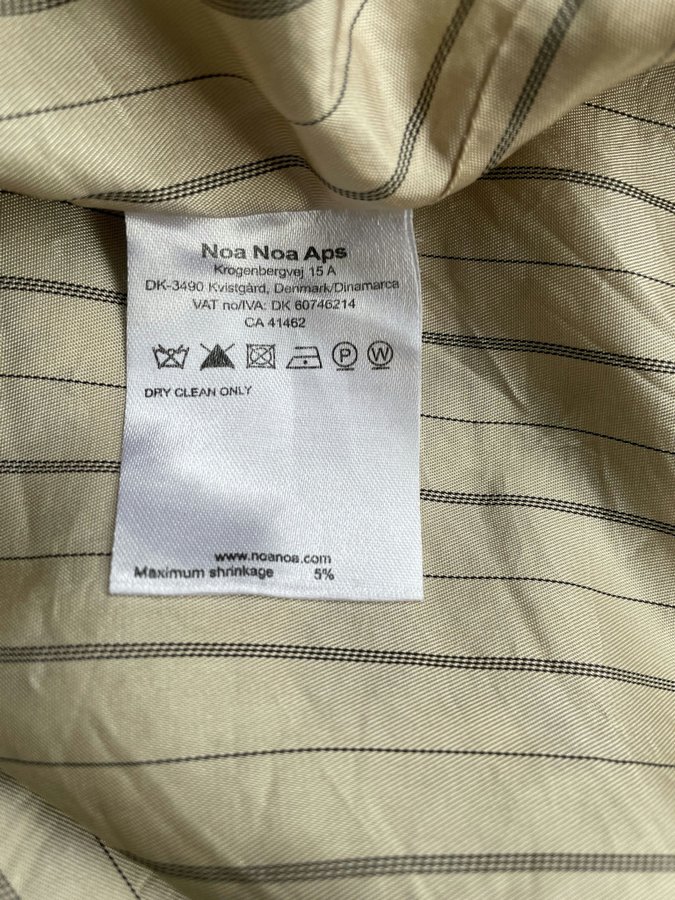 Noa Noa Aps
Krogenbergvej 15 A
DK-3490 Kvistgård, Denmark/Dinamarca
VAT no/IVA: DK 60746214
CA 41462
P W
DRY CLEAN ONLY
www.noanoa.com
Maximum shrinkage 5%